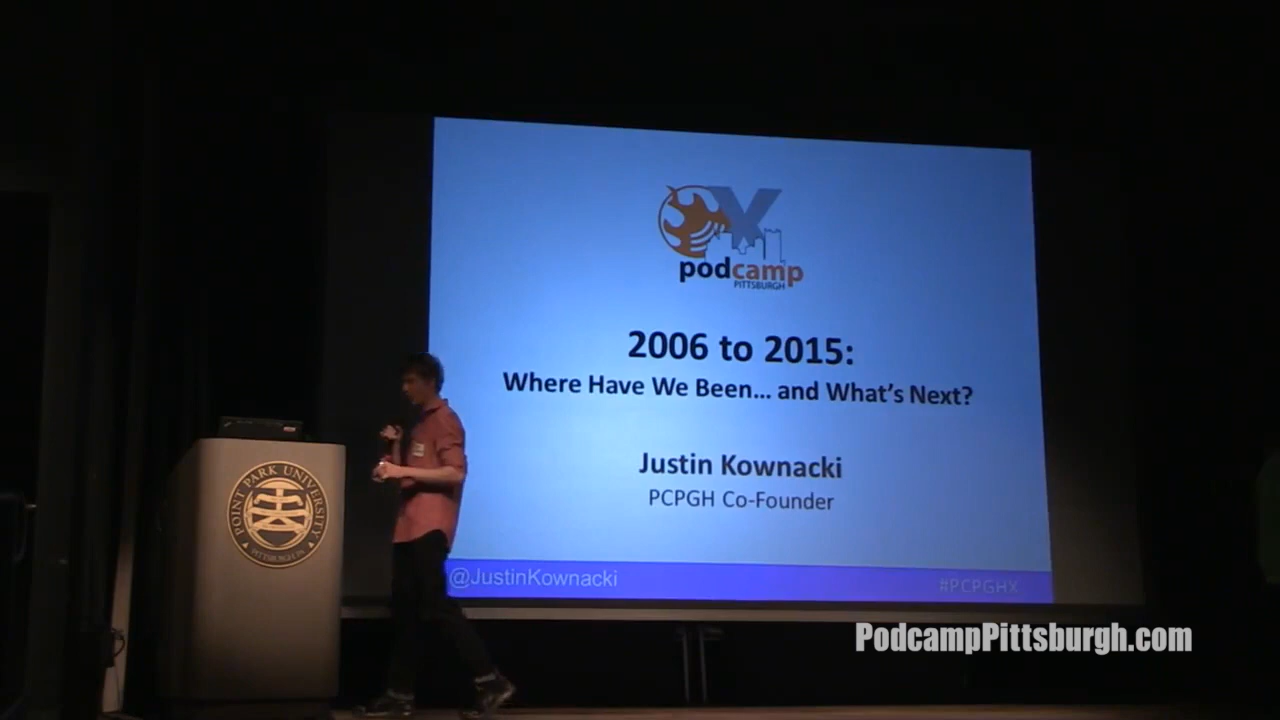 X
podcamp
PITTSBURGH
2006 to 2015:
Where Have We Been... and What's Next?
Justin Kownacki
PCPGH Co-Founder
@JustinKownacki
#PCPGHX
POINT PARK UNIVERSITY
PITTSBURGH, PA
PodcampPittsburgh.com